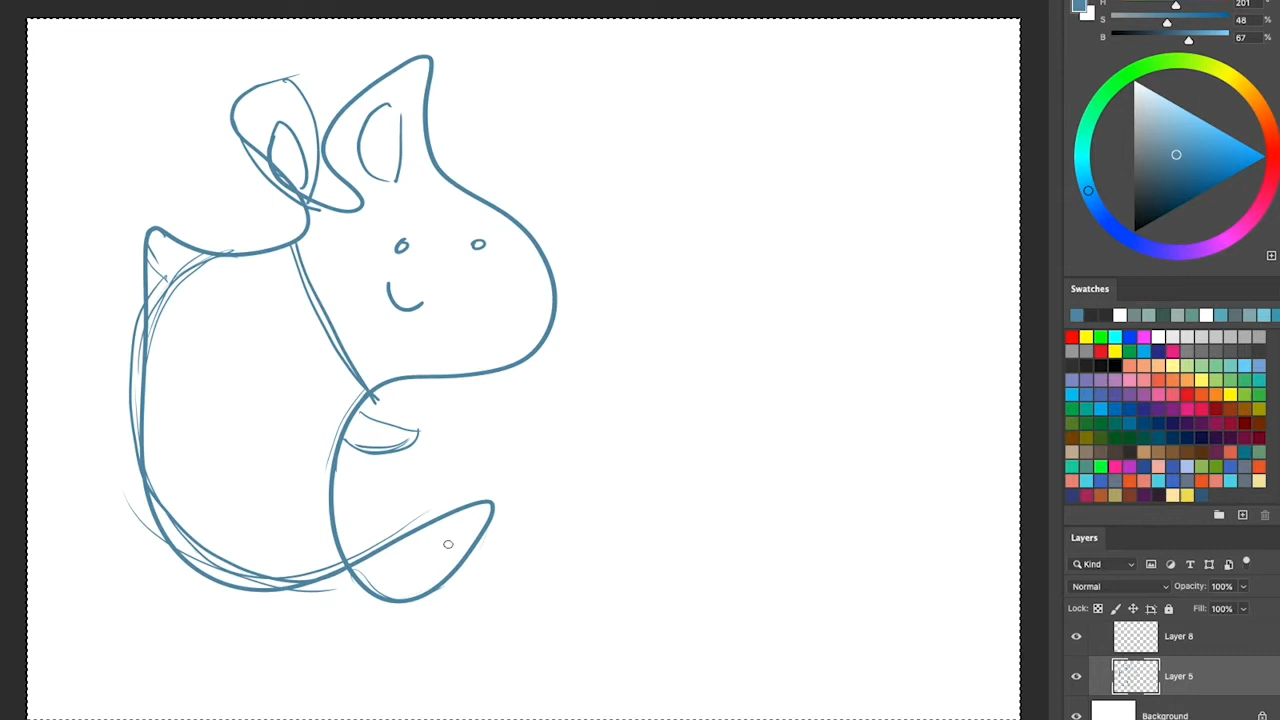 H 201 °
S 48 %
B 67 %
Swatches
Layers
Kind
Normal Opacity: 100%
Lock: Fill: 100%
Layer 8
Layer 5
Background